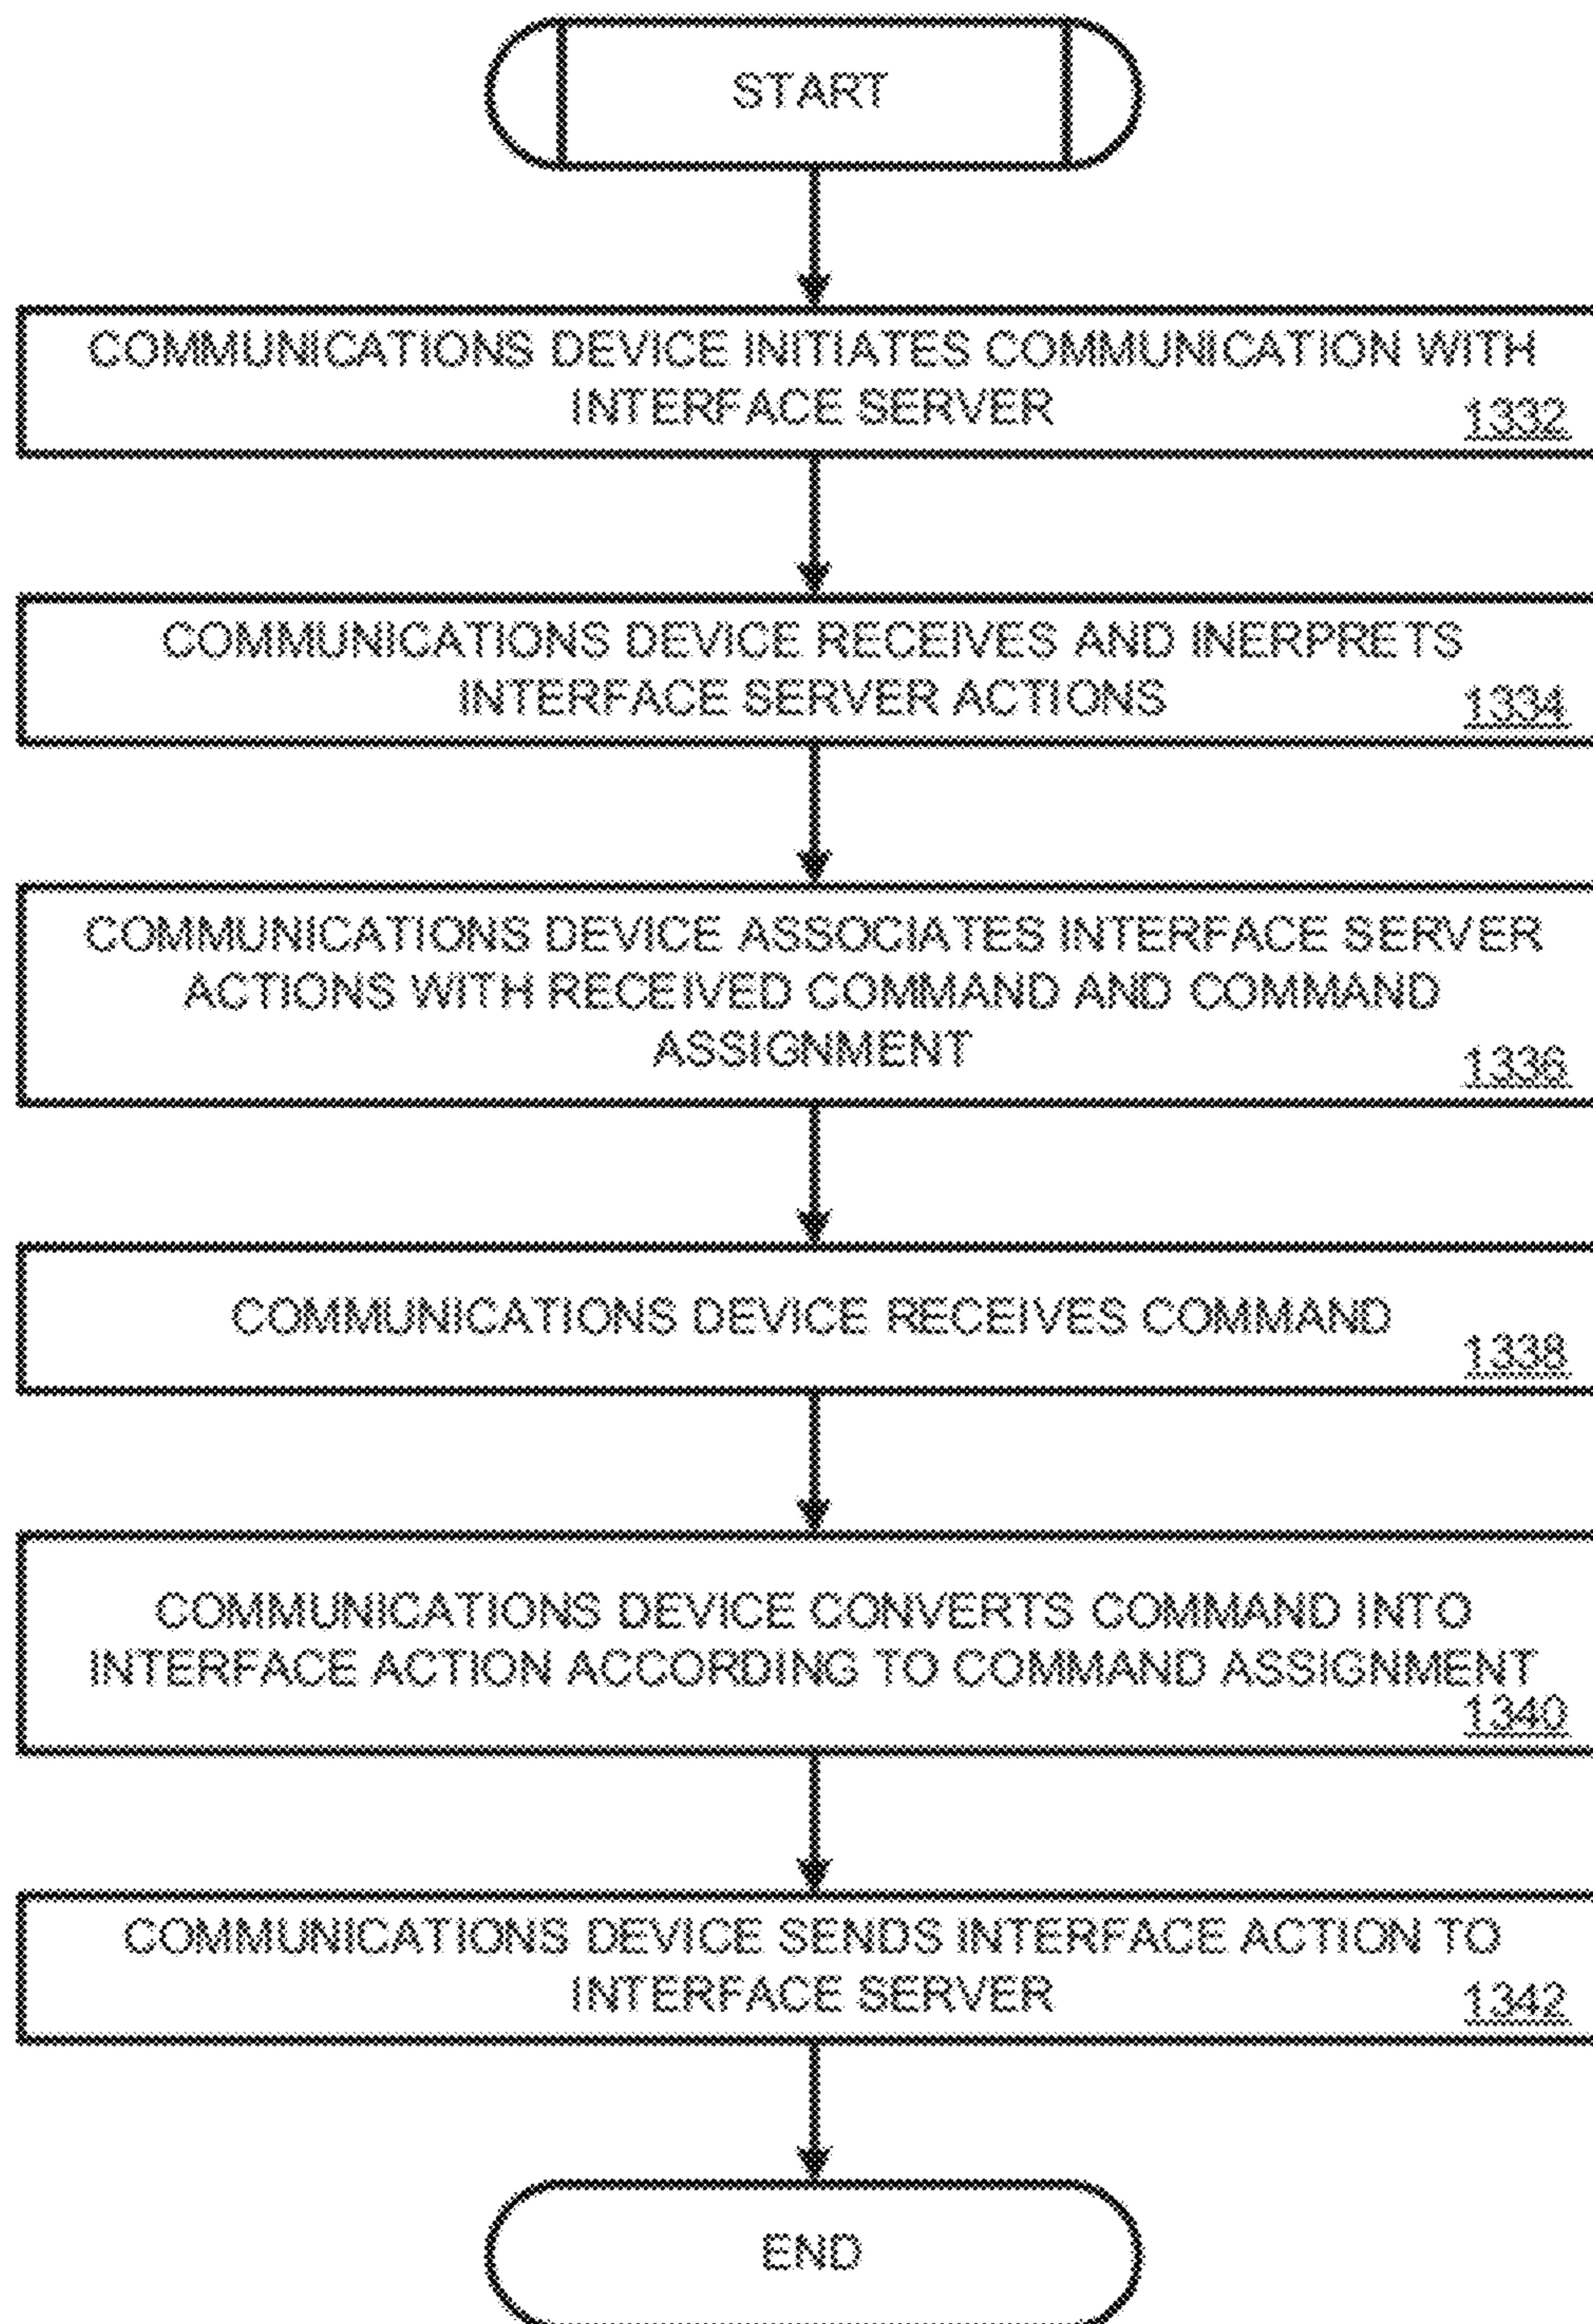 START
COMMUNICATIONS DEVICE INITIATES COMMUNICATION WITH
INTERFACE SERVER
1332
COMMUNICATIONS DEVICE RECEIVES AND INERPRETS
INTERFACE SERVER ACTIONS
1334
COMMUNICATIONS DEVICE ASSOCIATES INTERFACE SERVER
ACTIONS WITH RECEIVED COMMAND AND COMMAND
ASSIGNMENT
1336
COMMUNICATIONS DEVICE RECEIVES COMMAND
1338
COMMUNICATIONS DEVICE CONVERTS COMMAND INTO
INTERFACE ACTION ACCORDING TO COMMAND ASSIGNMENT
1340
COMMUNICATIONS DEVICE SENDS INTERFACE ACTION TO
INTERFACE SERVER
1342
END